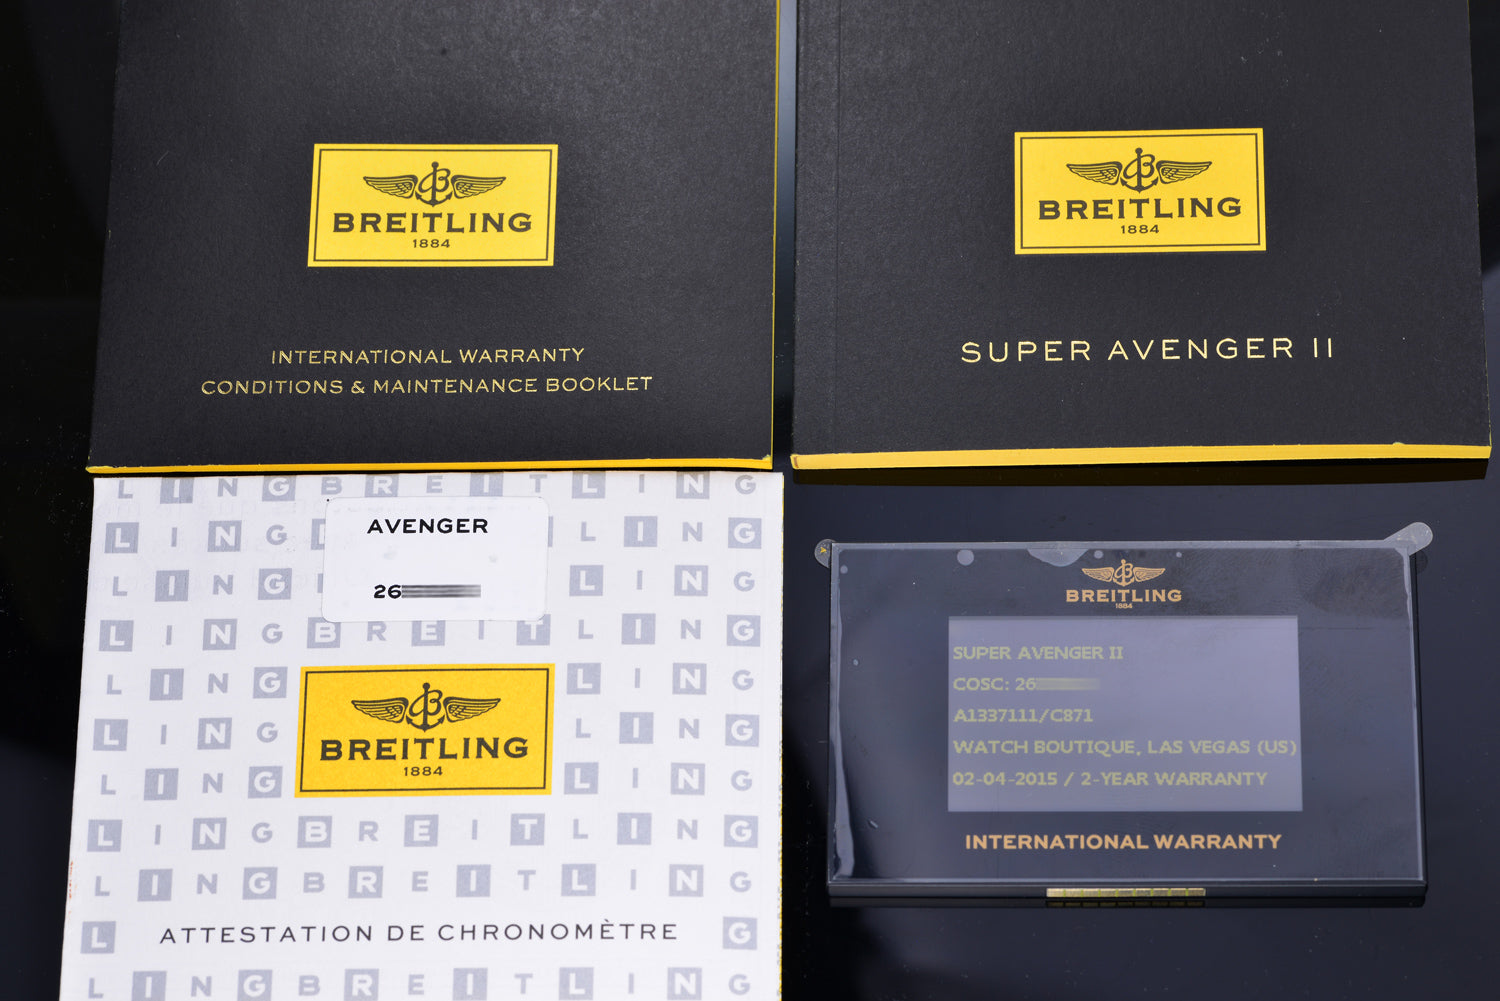 BREITLING
1884
INTERNATIONAL WARRANTY
CONDITIONS & MAINTENANCE BOOKLET
BREITLING
1884
SUPER AVENGER II
L I N G B R E I T L I N G
AVENGER
26
L I N G L I N G
L I N G L I N G
L I N G B R E I T L I N G
L I N G L I N G
L I N G L I N G
L I N G L I N G
BREITLING
1884
L I N G B R E I T L I N G
L I N G B R E I T L I N G
L ATTESTATION DE CHRONOMÈTRE G
L I N G B R E I T L I N G
BREITLING
1884
SUPER AVENGER II
COSC: 26
A1337111/C871
WATCH BOUTIQUE, LAS VEGAS (US)
02-04-2015 / 2-YEAR WARRANTY
INTERNATIONAL WARRANTY